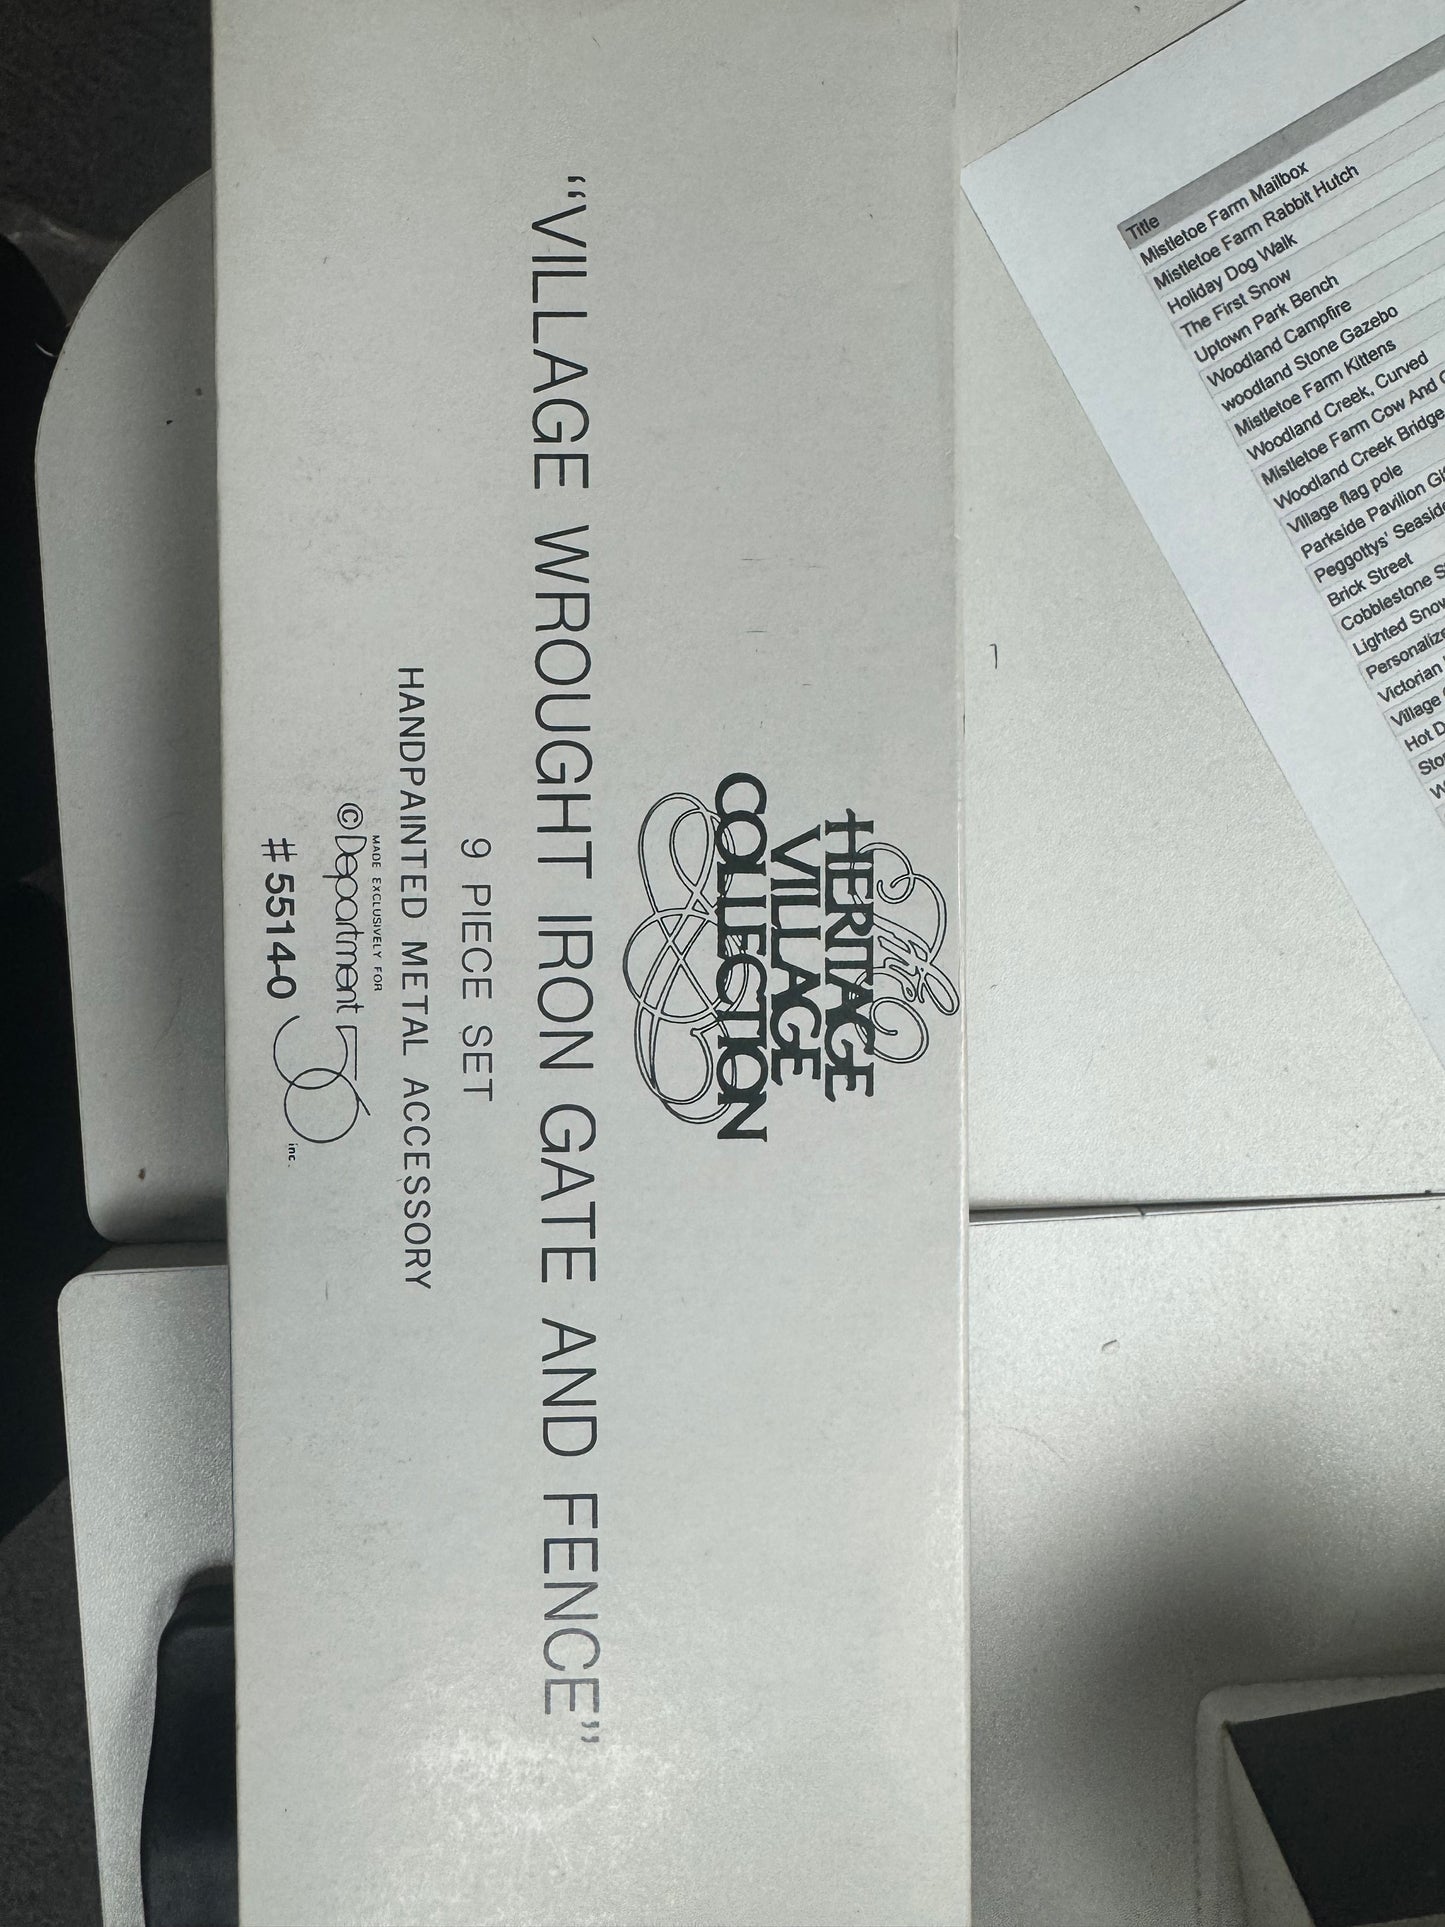 The
HERITAGE
VILLAGE
COLLECTION
“VILLAGE WROUGHT IRON GATE AND FENCE”
9 PIECE SET
HANDPAINTED METAL ACCESSORY
MADE EXCLUSIVELY FOR
©Department 56 inc.
#5514-0
Title
Mistletoe Farm Mailbox
Mistletoe Farm Rabbit Hutch
Holiday Dog Walk
The First Snow
Uptown Park Bench
Woodland Campfire
woodland Stone Gazebo
Mistletoe Farm Kittens
Woodland Creek, Curved
Mistletoe Farm Cow And
Woodland Creek Bridge
Village flag pole
Parkside Pavilion
Peggottys' Seaside
Brick Street
Cobblestone
Lighted
Victorian
Village
Hot